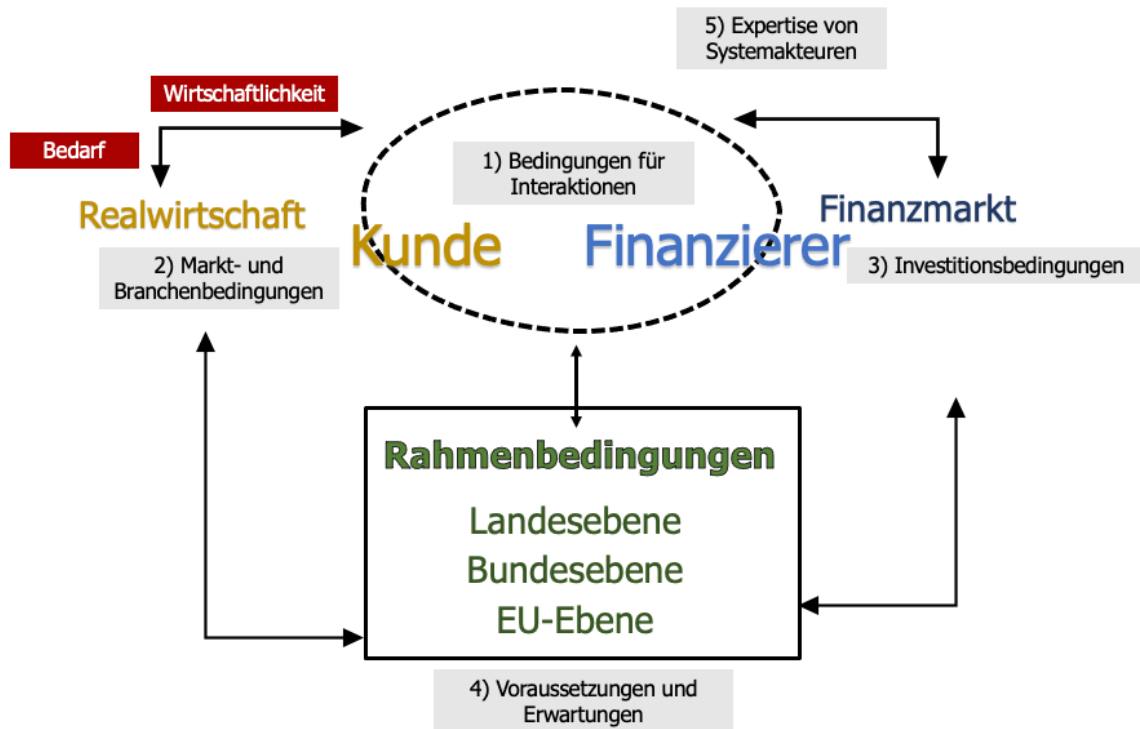 5) Expertise von
Systemakteuren
Wirtschaftlichkeit
Bedarf
1) Bedingungen für
Interaktionen
Realwirtschaft
Finanzmarkt
Kunde
Finanzierer
2) Markt- und
Branchenbedingungen
3) Investitionsbedingungen
Rahmenbedingungen
Landesebene
Bundesebene
EU-Ebene
4) Voraussetzungen und
Erwartungen